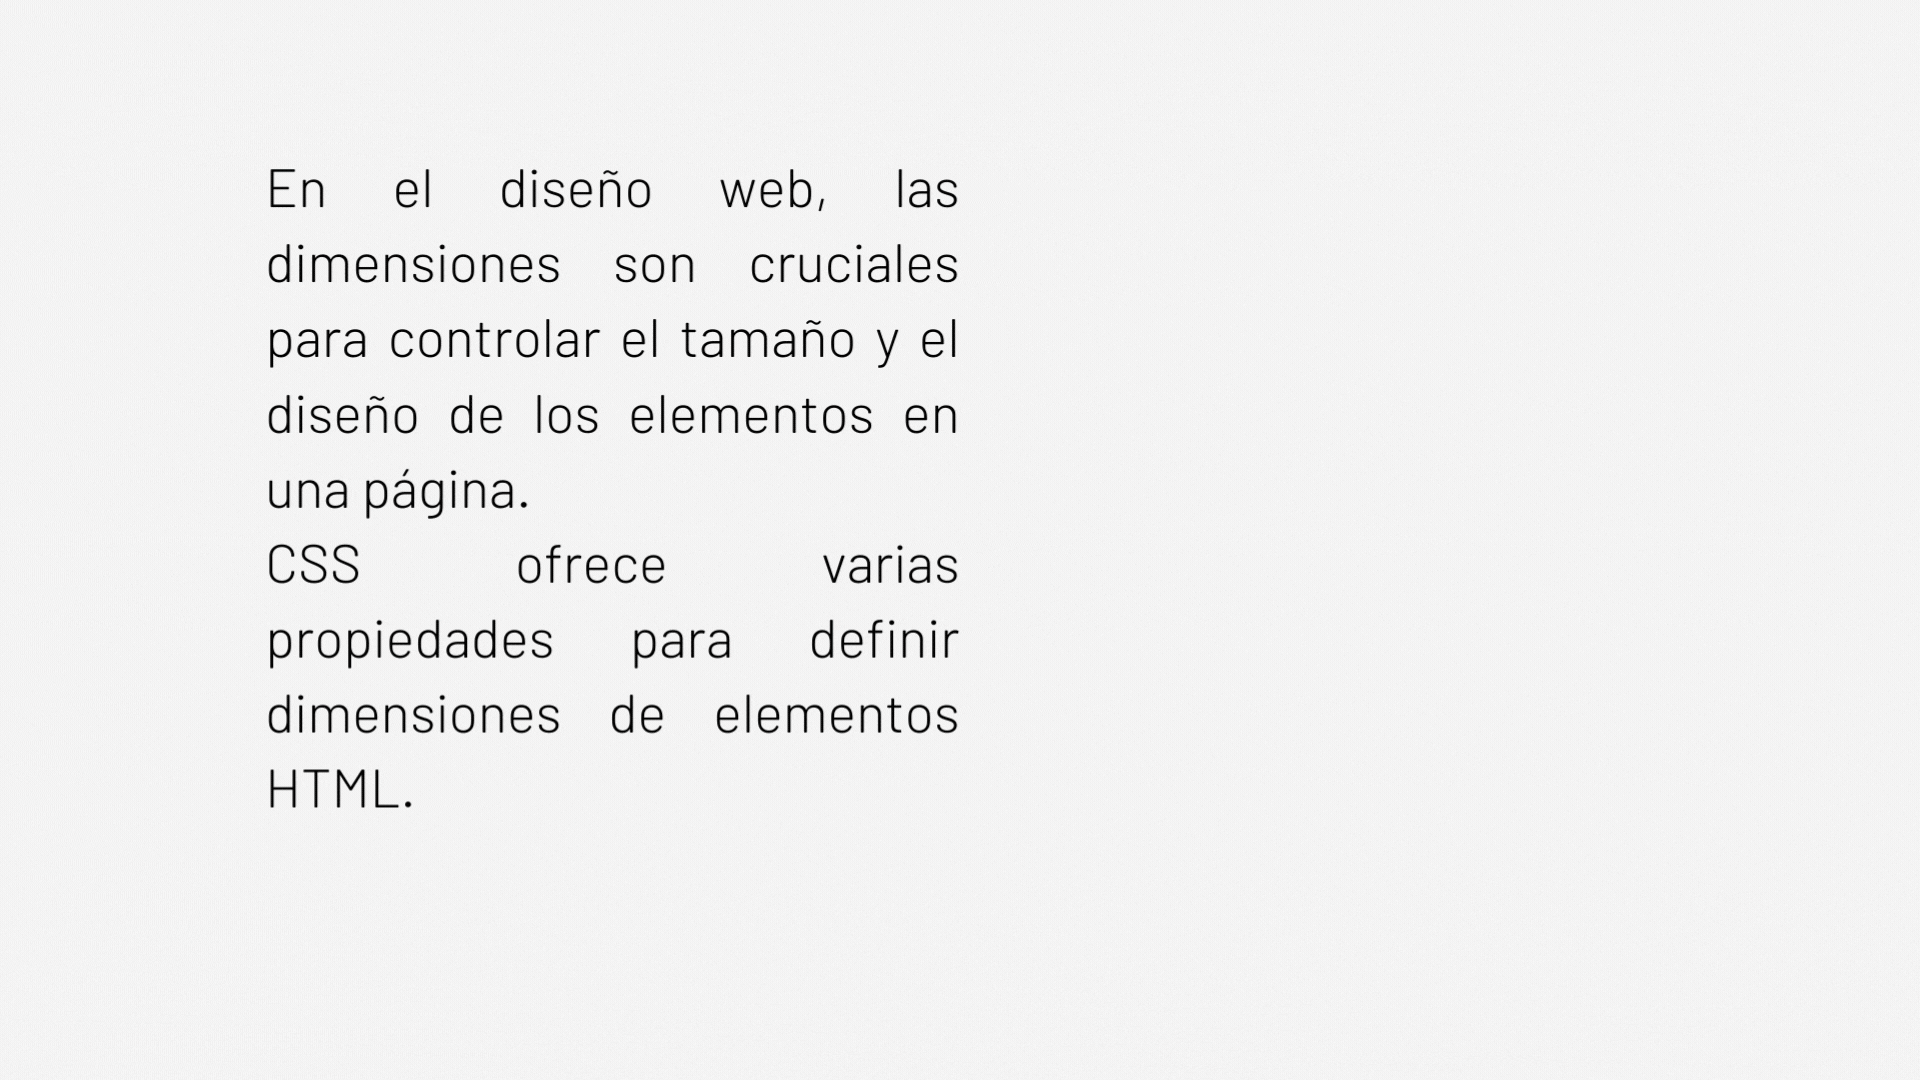 En el diseño web, las
dimensiones son cruciales
para controlar el tamaño y el
diseño de los elementos en
una página.
CSS ofrece varias
propiedades para definir
dimensiones de elementos
HTML.